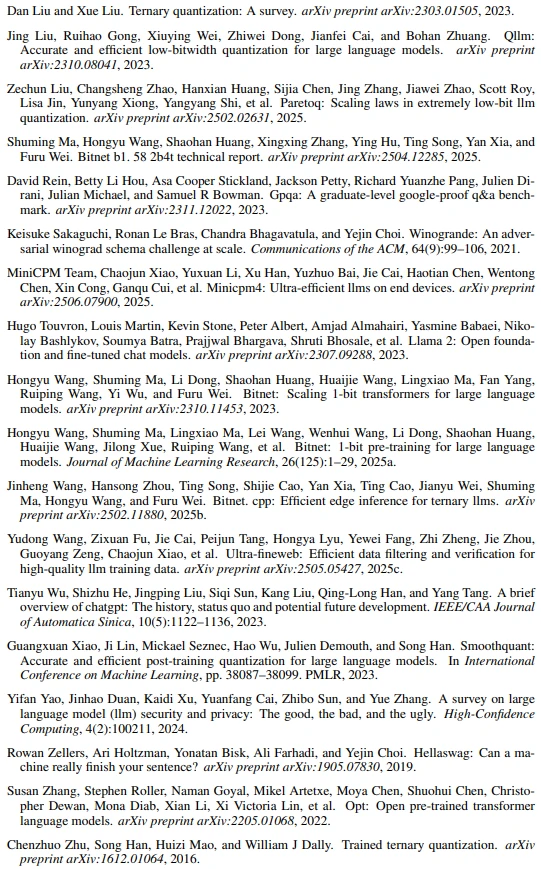 Dan Liu and Xue Liu. Ternary quantization: A survey. arXiv preprint arXiv:2303.01505, 2023.
Jing Liu, Ruihao Gong, Xiuying Wei, Zhiwei Dong, Jianfei Cai, and Bohan Zhuang. Qllm:
Accurate and efficient low-bitwidth quantization for large language models. arXiv preprint
arXiv:2310.08041, 2023.
Zechun Liu, Changsheng Zhao, Hanxian Huang, Sijia Chen, Jing Zhang, Jiawei Zhao, Scott Roy,
Lisa Jin, Yunyang Xiong, Yangyang Shi, et al. Paretoq: Scaling laws in extremely low-bit llm
quantization. arXiv preprint arXiv:2502.02631, 2025.
Shuming Ma, Hongyu Wang, Shaohan Huang, Xingxing Zhang, Ying Hu, Ting Song, Yan Xia, and
Furu Wei. Bitnet b1. 58 2b4t technical report. arXiv preprint arXiv:2504.12285, 2025.
David Rein, Betty Li Hou, Asa Cooper Stickland, Jackson Petty, Richard Yuanzhe Pang, Julien Di-
rani, Julian Michael, and Samuel R Bowman. Gpqa: A graduate-level google-proof q&a bench-
mark. arXiv preprint arXiv:2311.12022, 2023.
Keisuke Sakaguchi, Ronan Le Bras, Chandra Bhagavatula, and Yejin Choi. Winogrande: An adver-
sarial winograd schema challenge at scale. Communications of the ACM, 64(9):99–106, 2021.
MiniCPM Team, Chaojun Xiao, Yuxuan Li, Xu Han, Yuzhuo Bai, Jie Cai, Haotian Chen, Wentong
Chen, Xin Cong, Ganqu Cui, et al. Minicpm4: Ultra-efficient llms on end devices. arXiv preprint
arXiv:2506.07900, 2025.
Hugo Touvron, Louis Martin, Kevin Stone, Peter Albert, Amjad Almahairi, Yasmine Babaei, Niko-
lay Bashlykov, Soumya Batra, Prajjwal Bhargava, Shruti Bhosale, et al. Llama 2: Open founda-
tion and fine-tuned chat models. arXiv preprint arXiv:2307.09288, 2023.
Hongyu Wang, Shuming Ma, Li Dong, Shaohan Huang, Huaijie Wang, Lingxiao Ma, Fan Yang,
Ruiping Wang, Yi Wu, and Furu Wei. Bitnet: Scaling 1-bit transformers for large language
models. arXiv preprint arXiv:2310.11453, 2023.
Hongyu Wang, Shuming Ma, Lingxiao Ma, Lei Wang, Wenhui Wang, Li Dong, Shaohan Huang,
Huaijie Wang, Jilong Xue, Ruiping Wang, et al. Bitnet: 1-bit pre-training for large language
models. Journal of Machine Learning Research, 26(125):1–29, 2025a.
Jinheng Wang, Hansong Zhou, Ting Song, Shijie Cao, Yan Xia, Ting Cao, Jianyu Wei, Shuming
Ma, Hongyu Wang, and Furu Wei. Bitnet. cpp: Efficient edge inference for ternary llms. arXiv
preprint arXiv:2502.11880, 2025b.
Yudong Wang, Zixuan Fu, Jie Cai, Peijun Tang, Hongya Lyu, Yewei Fang, Zhi Zheng, Jie Zhou,
Guoyang Zeng, Chaojun Xiao, et al. Ultra-fineweb: Efficient data filtering and verification for
high-quality llm training data. arXiv preprint arXiv:2505.05427, 2025c.
Tianyu Wu, Shizhu He, Jingping Liu, Siqi Sun, Kang Liu, Qing-Long Han, and Yang Tang. A brief
overview of chatgpt: The history, status quo and potential future development. IEEE/CAA Journal
of Automatica Sinica, 10(5):1122–1136, 2023.
Guangxuan Xiao, Ji Lin, Mickael Seznec, Hao Wu, Julien Demouth, and Song Han. Smoothquant:
Accurate and efficient post-training quantization for large language models. In International
Conference on Machine Learning, pp. 38087–38099. PMLR, 2023.
Yifan Yao, Jinhao Duan, Kaidi Xu, Yuanfang Cai, Zhibo Sun, and Yue Zhang. A survey on large
language model (llm) security and privacy: The good, the bad, and the ugly. High-Confidence
Computing, 4(2):100211, 2024.
Rowan Zellers, Ari Holtzman, Yonatan Bisk, Ali Farhadi, and Yejin Choi. Hellaswag: Can a ma-
chine really finish your sentence? arXiv preprint arXiv:1905.07830, 2019.
Susan Zhang, Stephen Roller, Naman Goyal, Mikel Artetxe, Moya Chen, Shuohui Chen, Christo-
pher Dewan, Mona Diab, Xian Li, Xi Victoria Lin, et al. Opt: Open pre-trained transformer
language models. arXiv preprint arXiv:2205.01068, 2022.
Chenzhuo Zhu, Song Han, Huizi Mao, and William J Dally. Trained ternary quantization. arXiv
preprint arXiv:1612.01064, 2016.